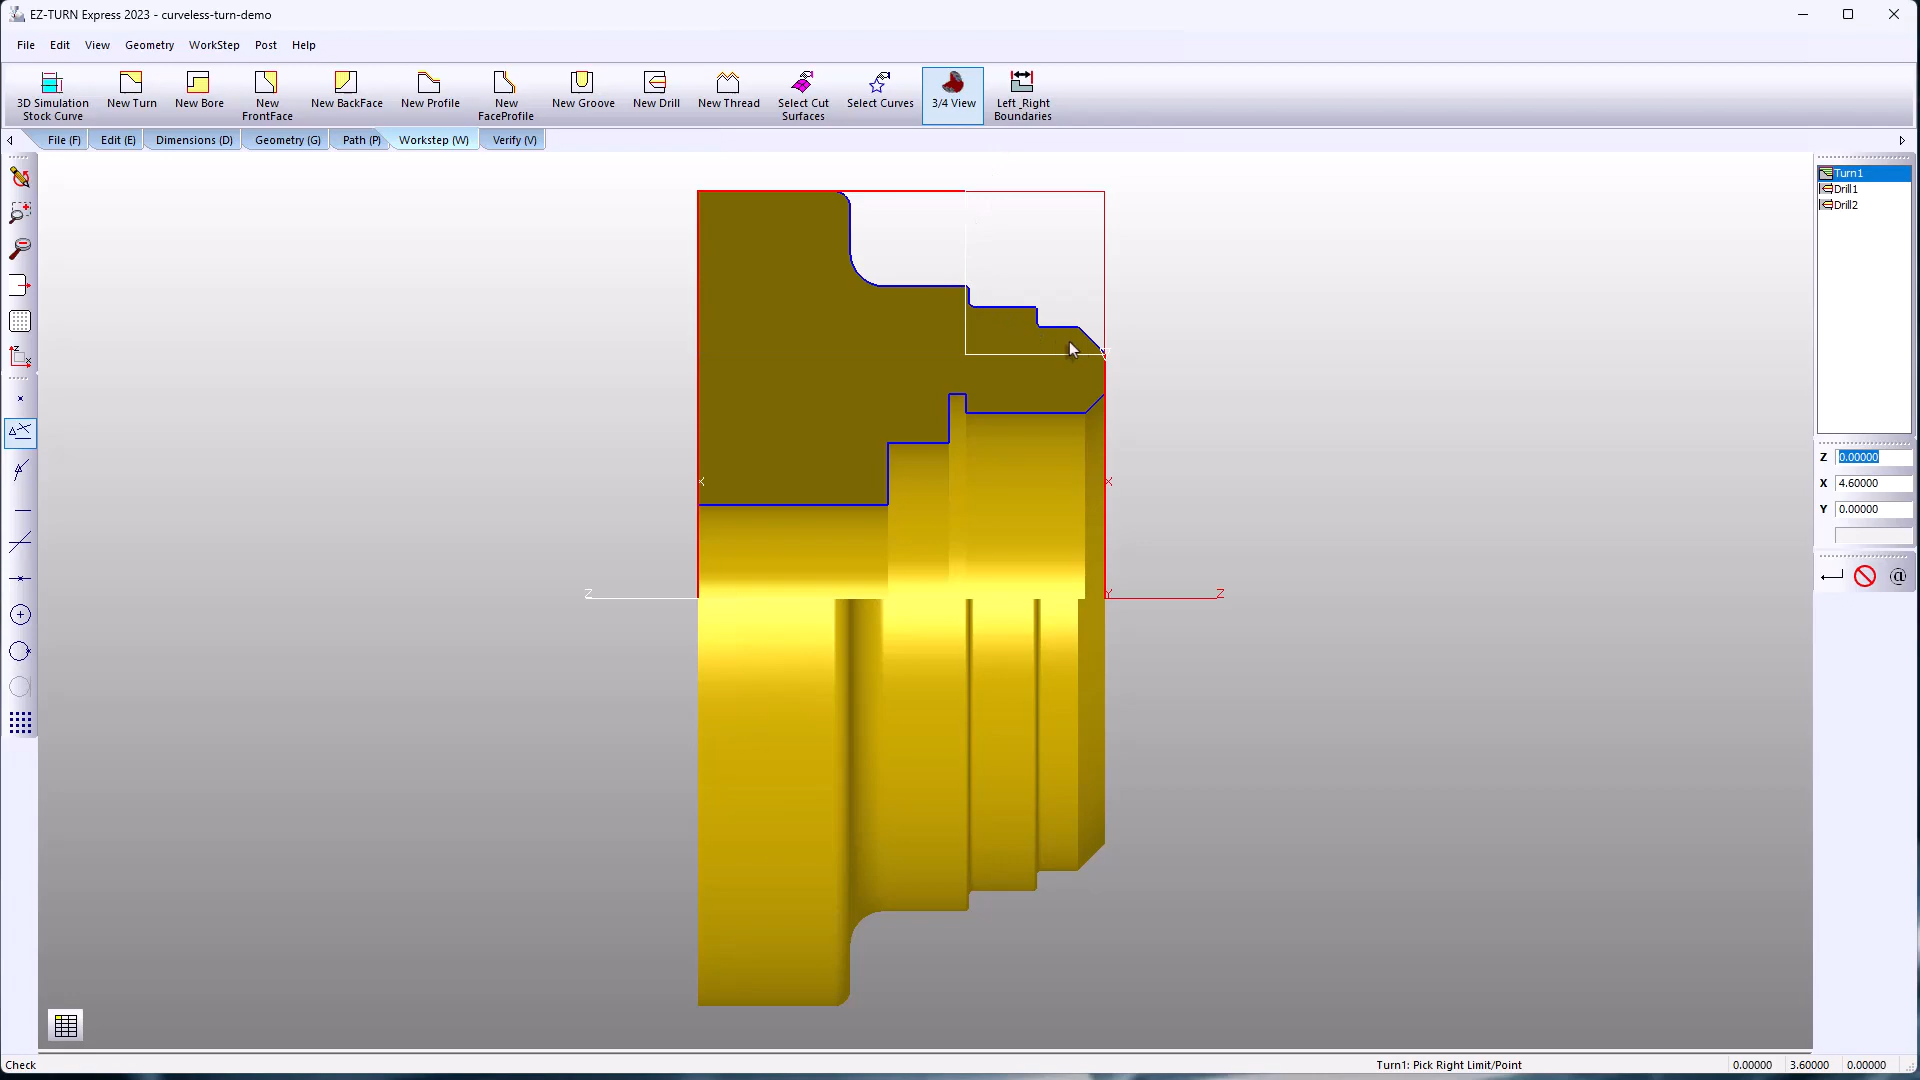 EZ-TURN Express 2023 - curveless-turn-demo
File Edit View Geometry WorkStep Post Help
3D Simulation Stock Curve
New Turn
New Bore
New FrontFace
New BackFace
New Profile
New FaceProfile
New Groove
New Drill
New Thread
Select Cut Surfaces
Select Curves
3/4 View
Left _Right Boundaries
File (F) Edit (E) Dimensions (D) Geometry (G) Path (P) Workstep (W) Verify (V)
Turn1
Drill1
Drill2
Z 0.00000
X 4.60000
Y 0.00000
@
X X
Z Y Z
Check Turn1: Pick Right Limit/Point 0.00000 3.60000 0.00000